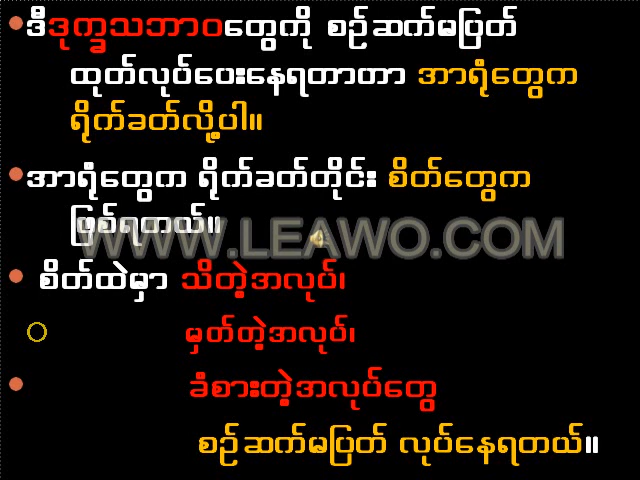 ဒီဒုက္ခသဘာဝတွေကို စဉ်ဆက်မပြတ်
ထုတ်လုပ်ပေးနေရတာဟာ အာရုံတွေက
ရိုက်ခတ်လို့ပါ။
အာရုံတွေက ရိုက်ခတ်တိုင်း စိတ်တွေက
ဖြစ်ရတယ်။
WWW.LEAWO.COM
စိတ်ထဲမှာ သိတဲ့အလုပ်၊
မှတ်တဲ့အလုပ်၊
ခံစားတဲ့အလုပ်တွေ
စဉ်ဆက်မပြတ် လုပ်နေရတယ်။